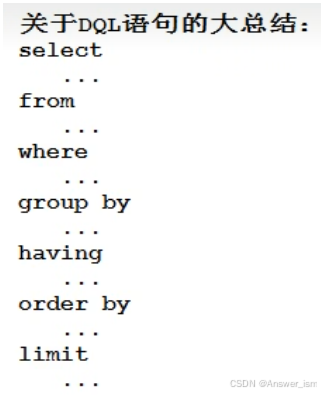 关于DQL语句的大总结：
select
...
from
...
where
...
group by
...
having
...
order by
...
limit
...
CSDN @Answer_ism